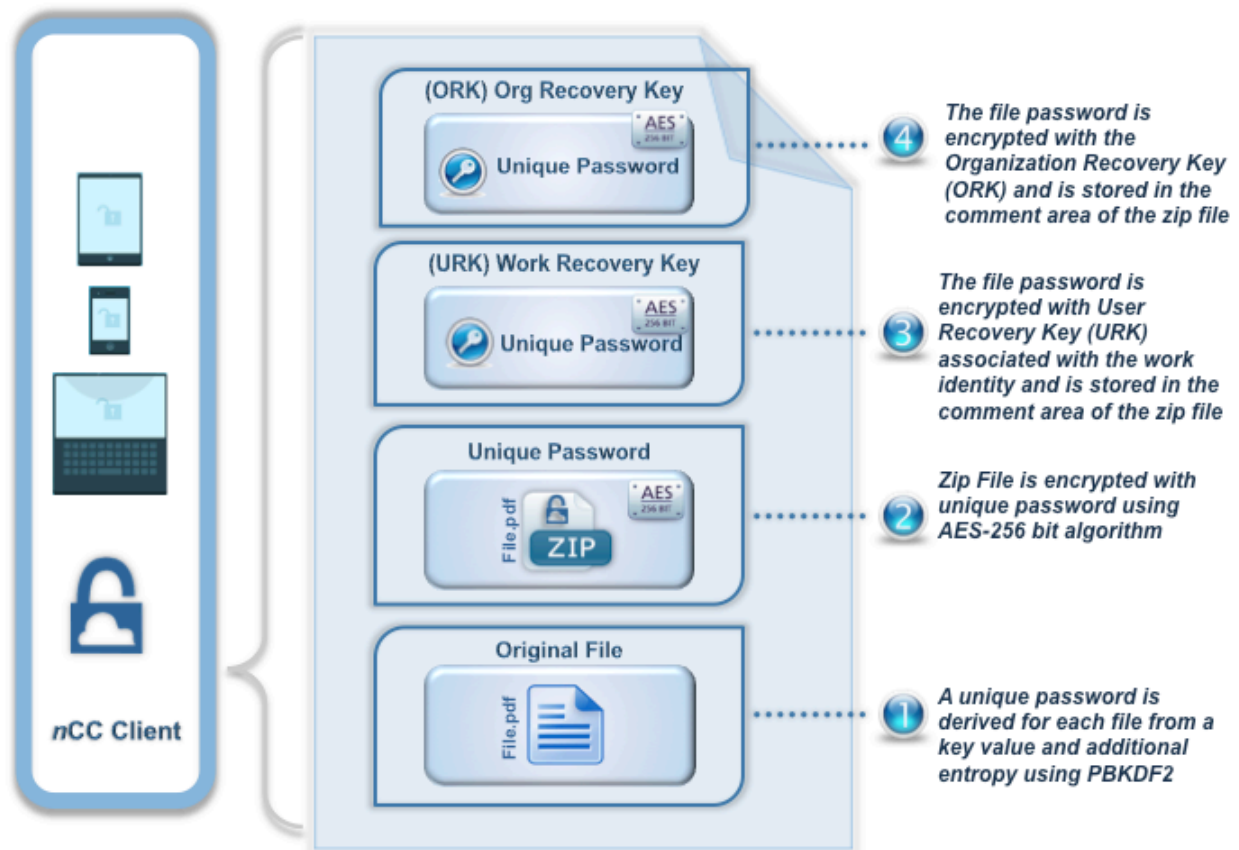 (ORK) Org Recovery Key
AES
256 BIT
Unique Password
4
The file password is
encrypted with the
Organization Recovery Key
(ORK) and is stored in the
comment area of the zip file
(URK) Work Recovery Key
AES
256 BIT
Unique Password
3
The file password is
encrypted with User
Recovery Key (URK)
associated with the work
identity and is stored in the
comment area of the zip file
Unique Password
File.pdf
ZIP
AES
256 BIT
2
Zip File is encrypted with
unique password using
AES-256 bit algorithm
Original File
File.pdf
1
A unique password is
derived for each file from a
key value and additional
entropy using PBKDF2
nCC Client